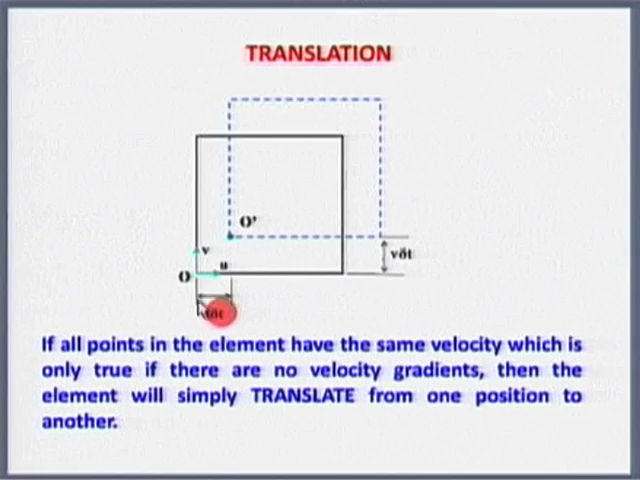 TRANSLATION
O'
v
u
O
vδt
If all points in the element have the same velocity which is
only true if there are no velocity gradients, then the
element will simply TRANSLATE from one position to
another.